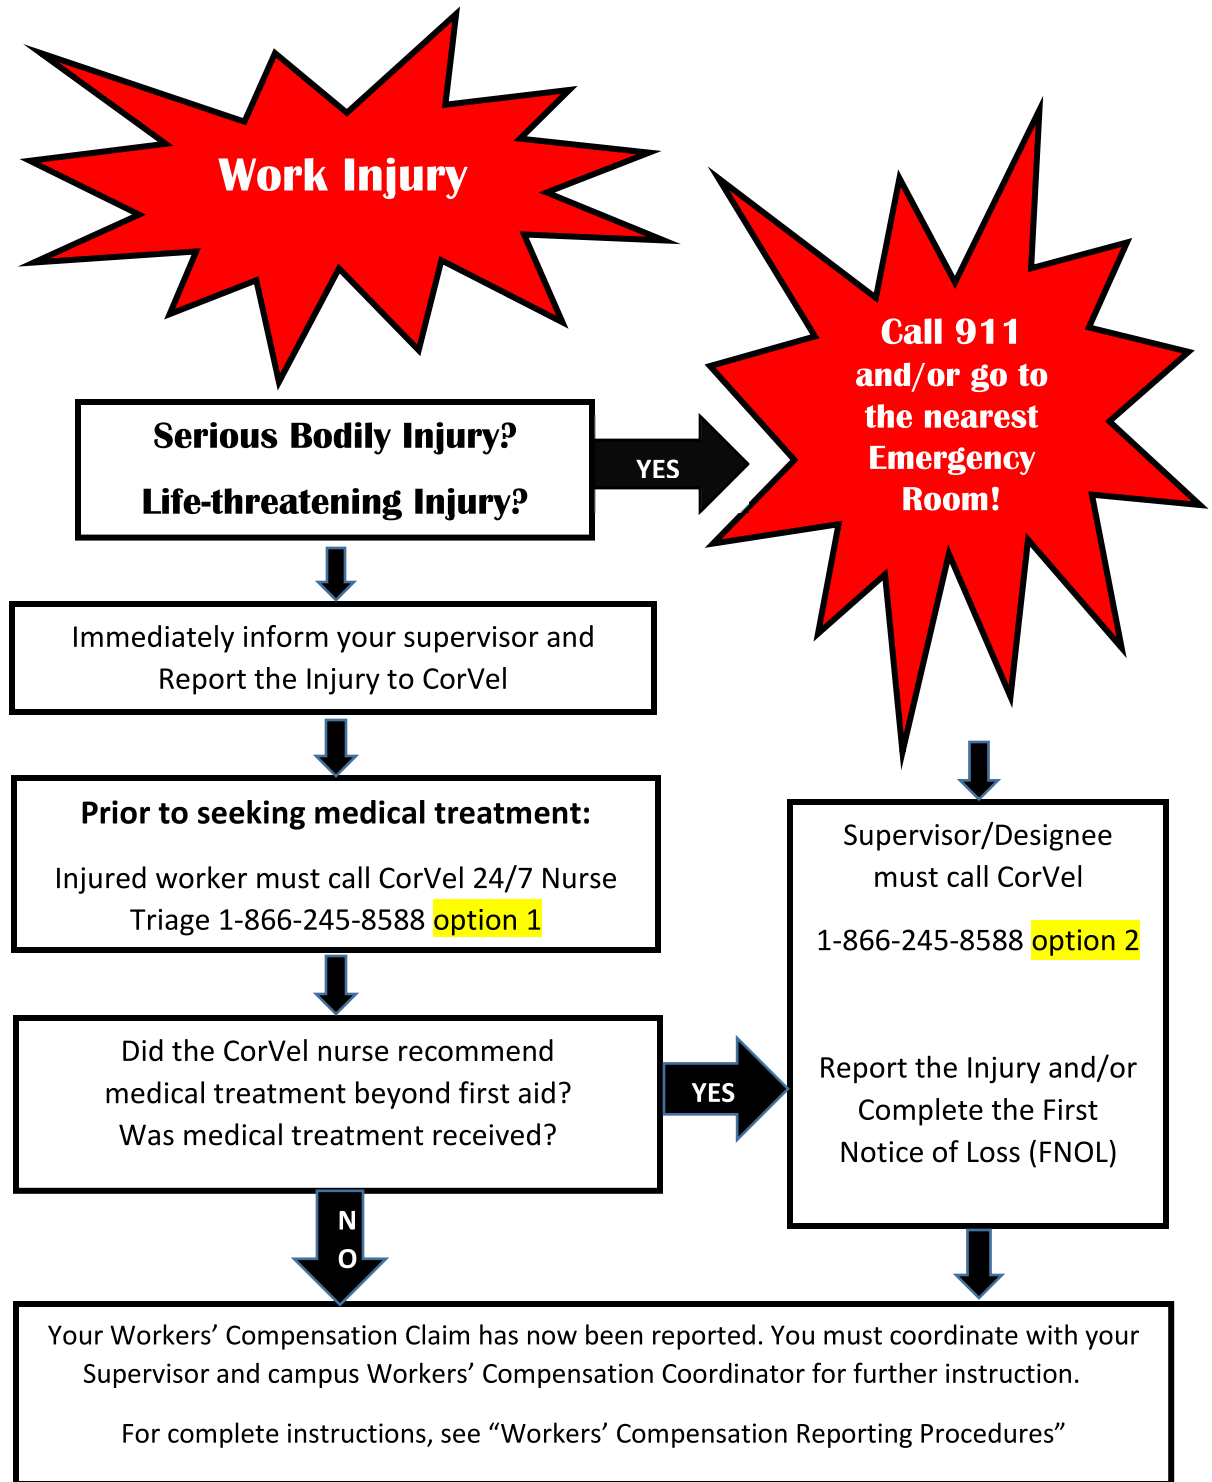 Work Injury
Call 911
and/or go to
the nearest
Emergency
Room!
Serious Bodily Injury?
Life-threatening Injury?
YES
Immediately inform your supervisor and
Report the Injury to CorVel
Prior to seeking medical treatment:
Injured worker must call CorVel 24/7 Nurse
Triage 1-866-245-8588 option 1
Supervisor/Designee
must call CorVel
1-866-245-8588 option 2
Report the Injury and/or
Complete the First
Notice of Loss (FNOL)
Did the CorVel nurse recommend
medical treatment beyond first aid?
Was medical treatment received?
YES
N
O
Your Workers’ Compensation Claim has now been reported. You must coordinate with your
Supervisor and campus Workers’ Compensation Coordinator for further instruction.
For complete instructions, see “Workers’ Compensation Reporting Procedures”